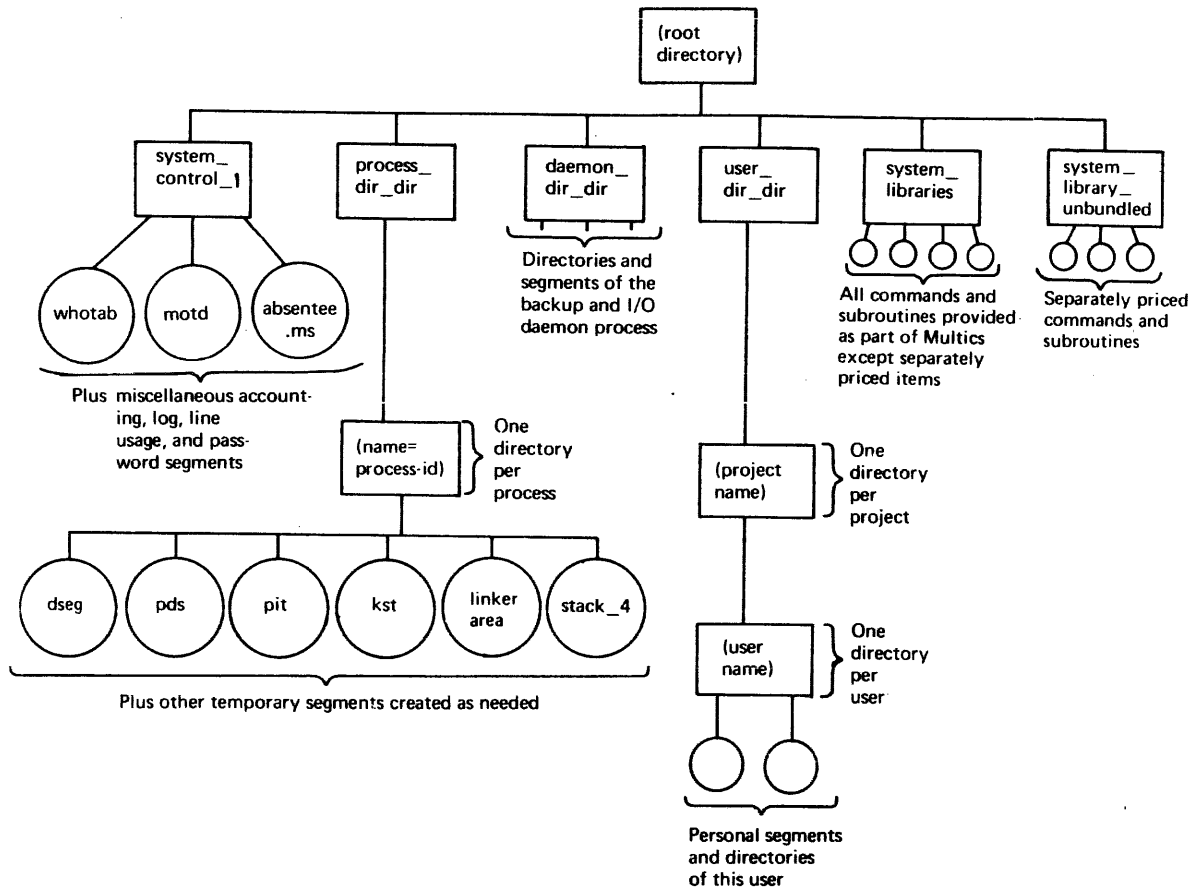 (root
directory)
system_
control_1
process_
dir_dir
daemon_
dir_dir
user_
dir_dir
system_
libraries
system_
library_
unbundled
whotab
motd
absentee
.ms
Plus miscellaneous account-
ing, log, line
usage, and pass-
word segments
Directories and
segments of the
backup and I/O
daemon process
All commands and
subroutines provided
as part of Multics
except separately
priced items
Separately priced
commands and
subroutines
(name=
process-id)
One
directory
per
process
(project
name)
One
directory
per
project
dseg
pds
pit
kst
linker
area
stack_4
Plus other temporary segments created as needed
(user
name)
One
directory
per
user
Personal segments
and directories
of this user